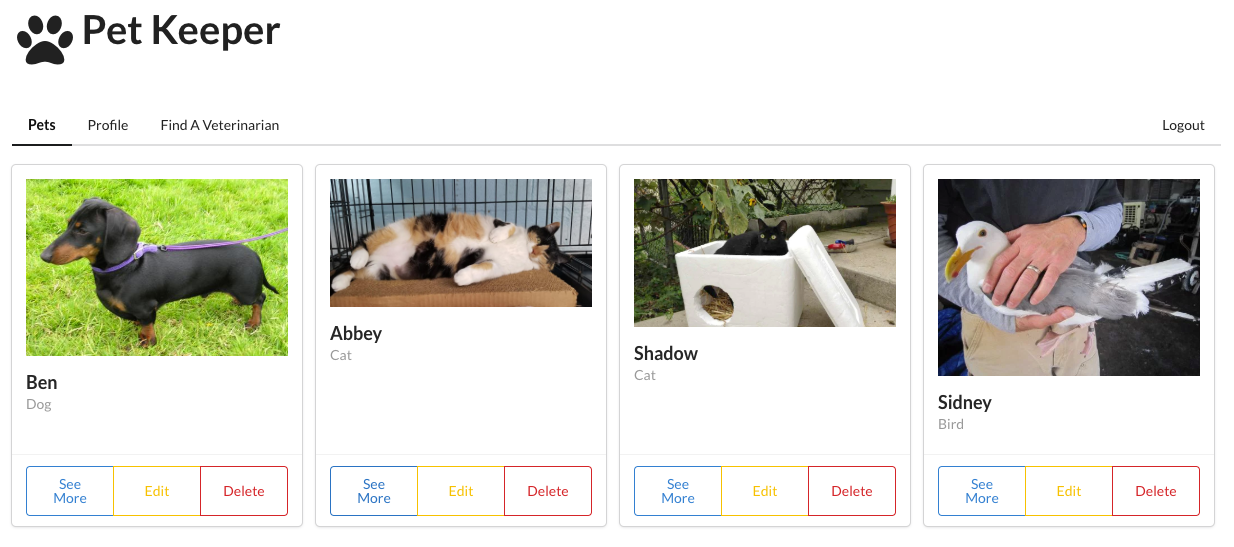 Pet Keeper
Pets Profile Find A Veterinarian Logout
Ben
Dog
See
More
Edit
Delete
Abbey
Cat
See
More
Edit
Delete
Shadow
Cat
See
More
Edit
Delete
Sidney
Bird
See
More
Edit
Delete